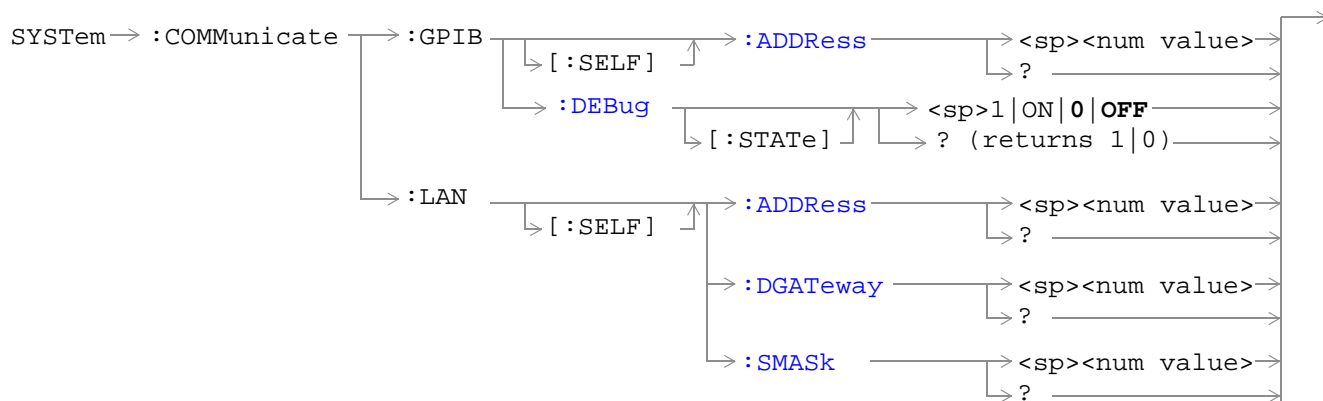 SYSTem :COMMunicate :GPIB :ADDRess <sp><num value>
[:SELF] ?
:DEBug <sp>1|ON|0|OFF
[:STATe] ? (returns 1|0)
:LAN :ADDRess <sp><num value>
[:SELF] ?
:DGATeway <sp><num value>
?
:SMASk <sp><num value>
?